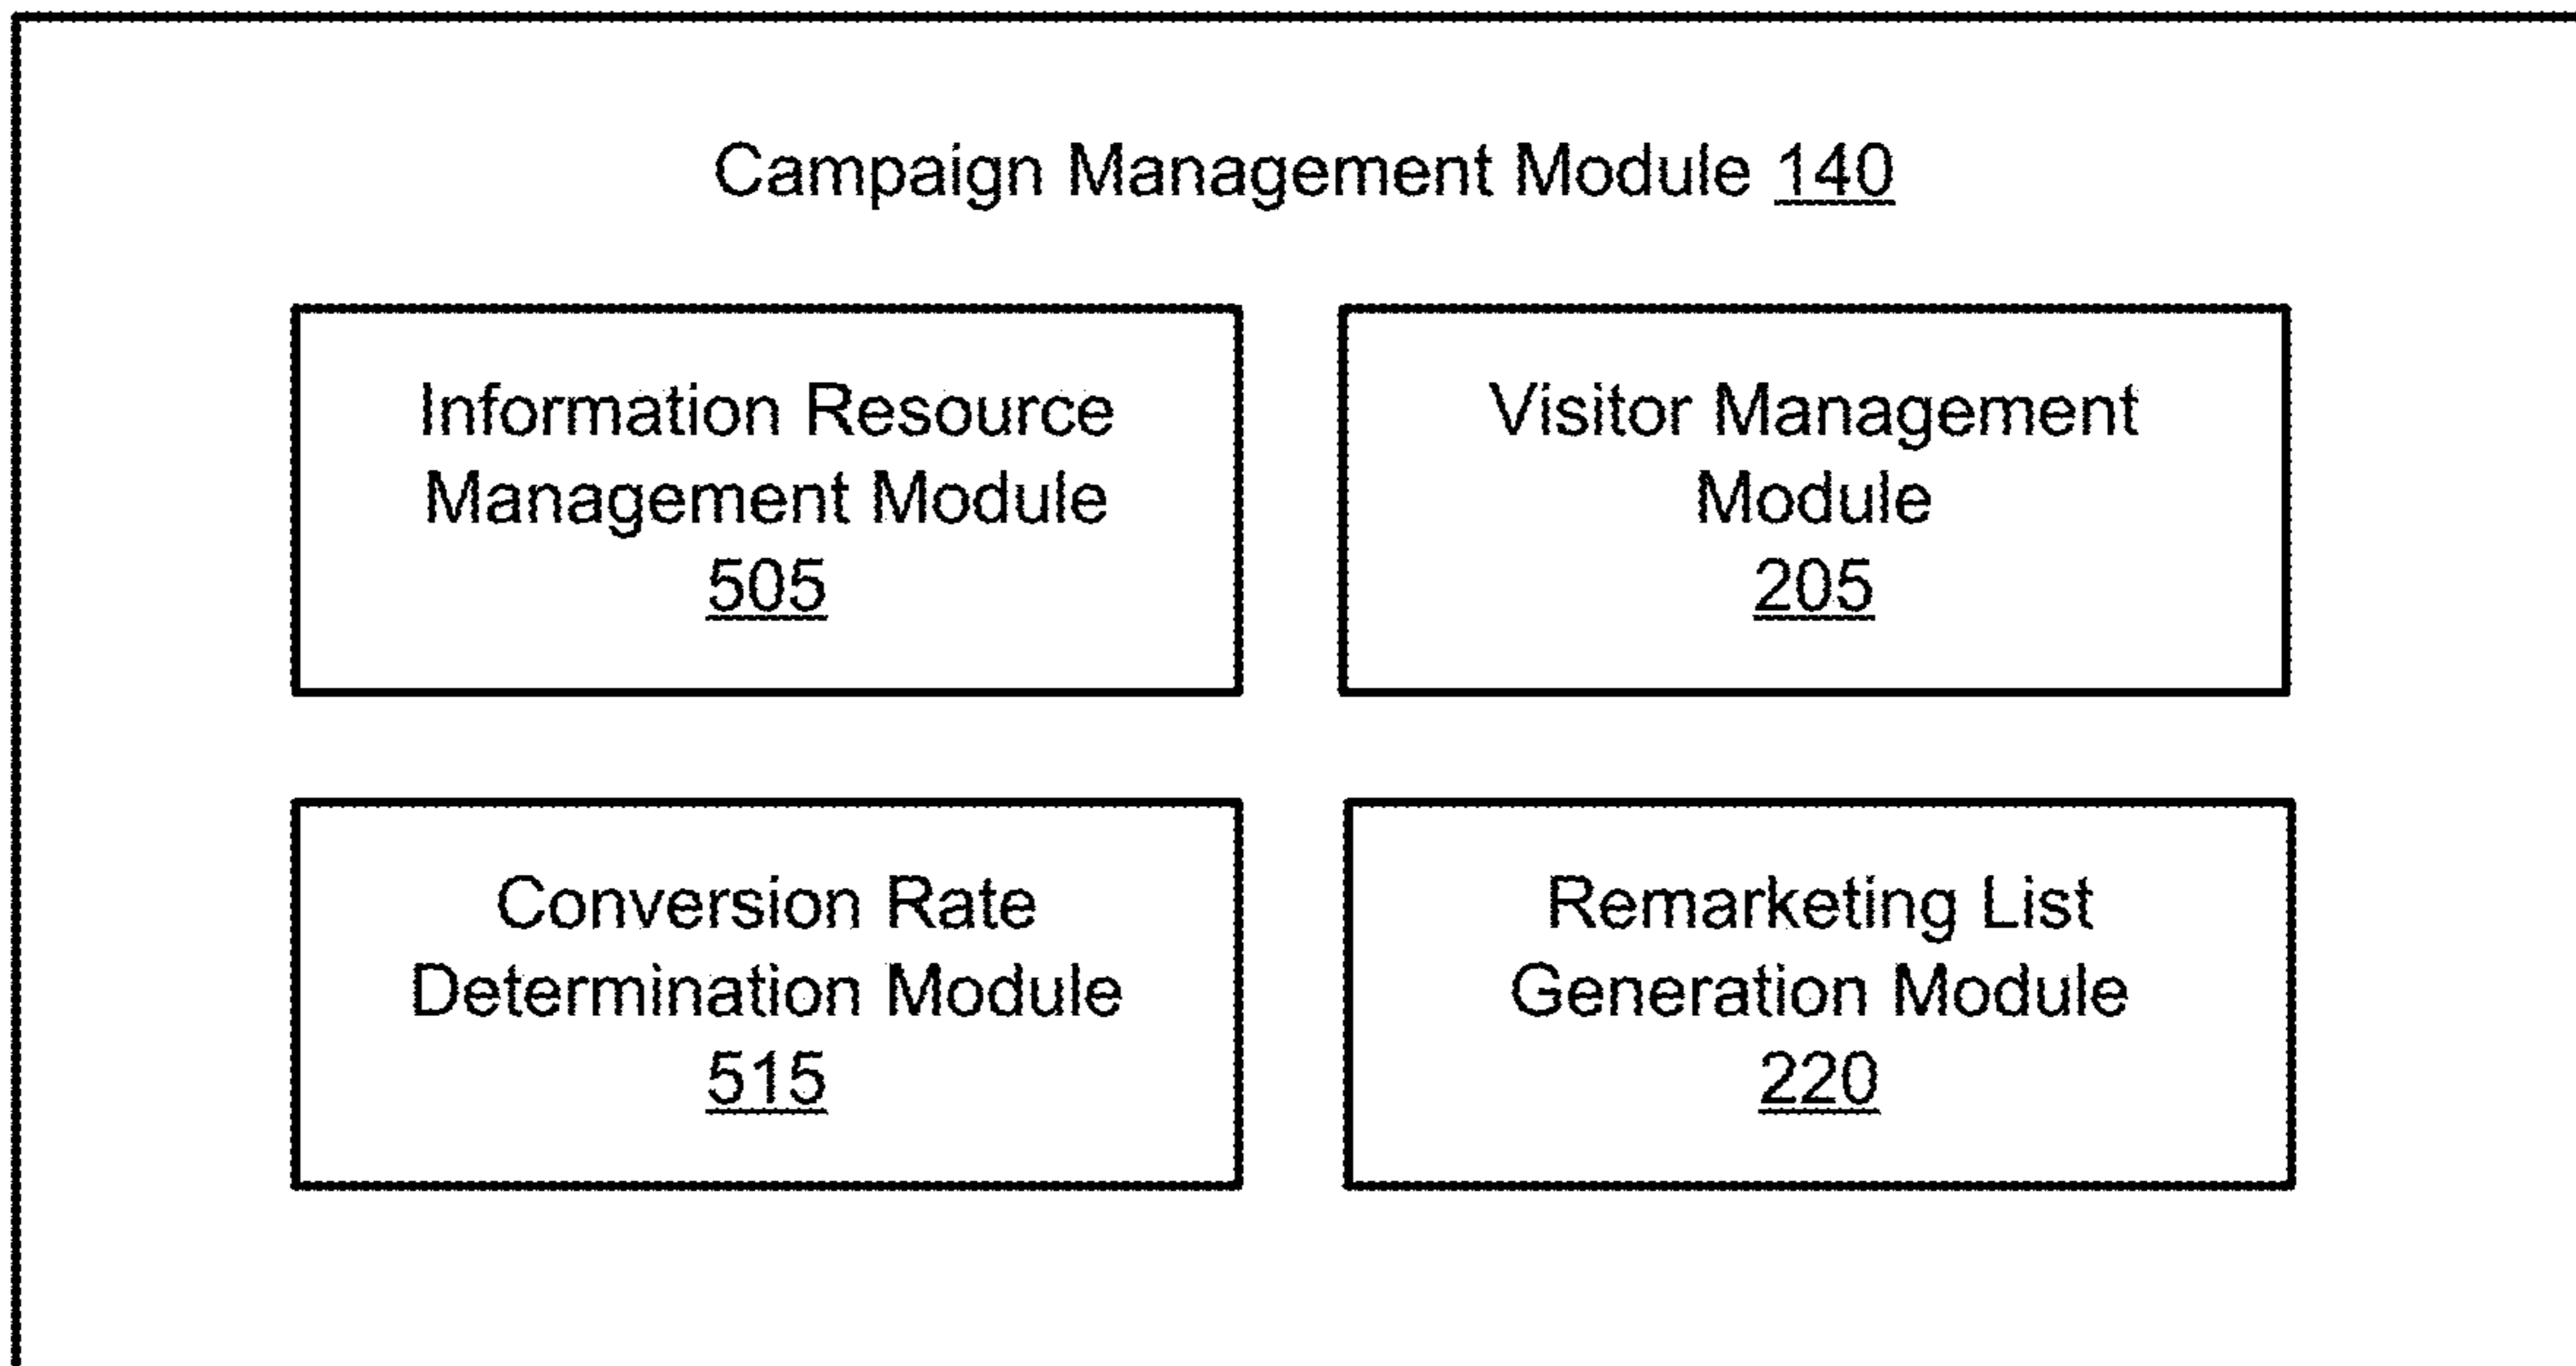 Campaign Management Module 140
Information Resource
Management Module
505
Visitor Management
Module
205
Conversion Rate
Determination Module
515
Remarketing List
Generation Module
220